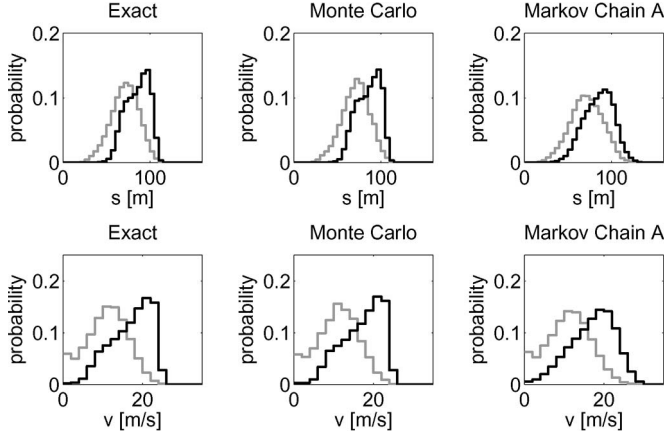 Exact Monte Carlo Markov Chain A
0.2 0.2 0.2
probability probability probability
0.1 0.1 0.1
0 0 0
0 100 0 100 0 100
s [m] s [m] s [m]
Exact Monte Carlo Markov Chain A
0.2 0.2 0.2
probability probability probability
0.1 0.1 0.1
0 0 0
0 20 0 20 0 20
v [m/s] v [m/s] v [m/s]